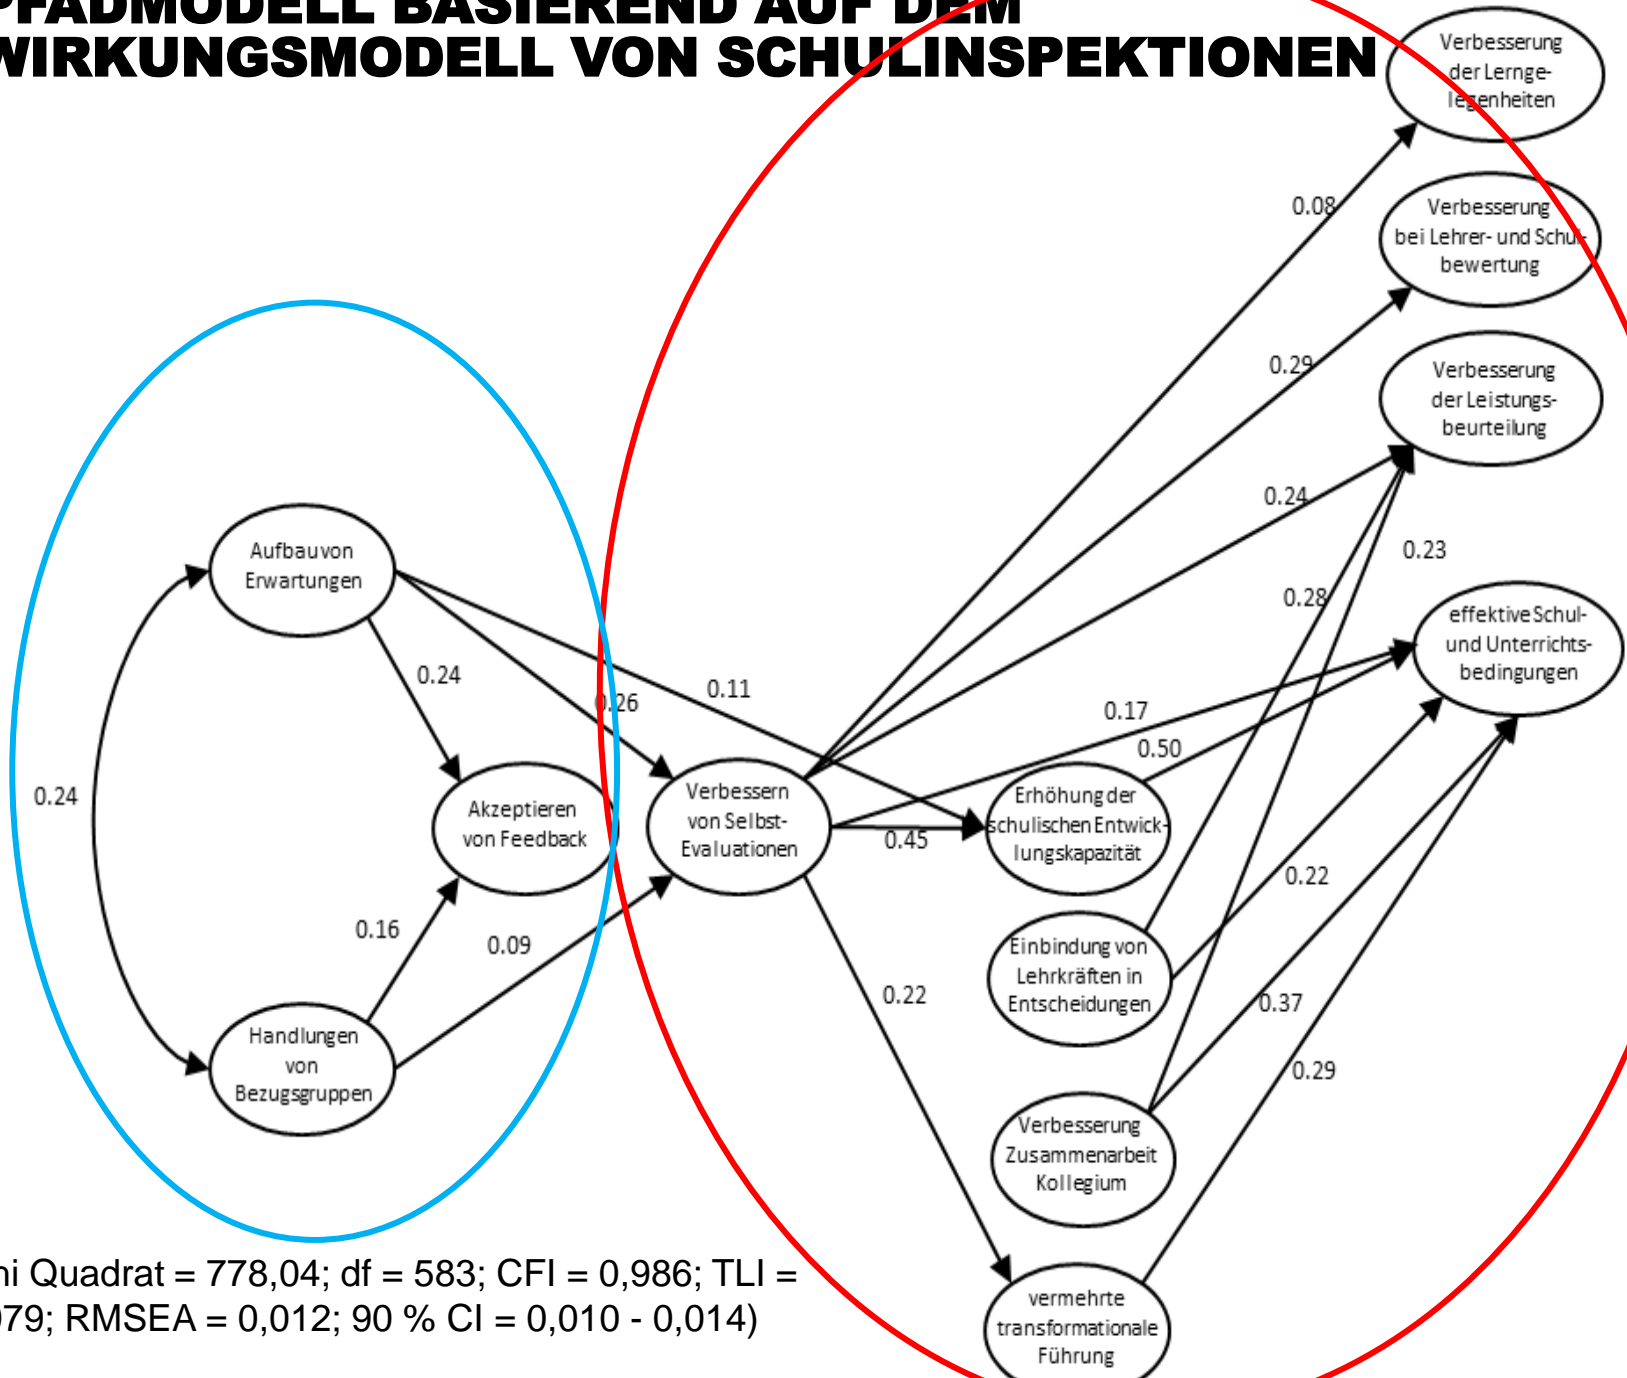 PFADMODELL BASIEREND AUF DEM
WIRKUNGSMODELL VON SCHULINSPEKTIONEN
Verbesserung
der Lernge-
legenheiten
0.08
Verbesserung
bei Lehrer- und Schul-
bewertung
0.29
Verbesserung
der Leistungs-
beurteilung
0.24
0.23
0.28
effektive Schul-
und Unterrichts-
bedingungen
Aufbau von
Erwartungen
0.24
0.26
0.11
0.17
0.50
0.24
Akzeptieren
von Feedback
Verbessern
von Selbst-
Evaluationen
0.45
Erhöhung der
schulischen Entwick-
lungskapazität
0.22
0.16
0.09
Einbindung von
Lehrkräften in
Entscheidungen
0.22
0.37
Handlungen
von
Bezugsgruppen
0.29
Verbesserung
Zusammenarbeit
Kollegium
vermehrte
transformationale
Führung
hi Quadrat = 778,04; df = 583; CFI = 0,986; TLI =
979; RMSEA = 0,012; 90 % CI = 0,010 - 0,014)